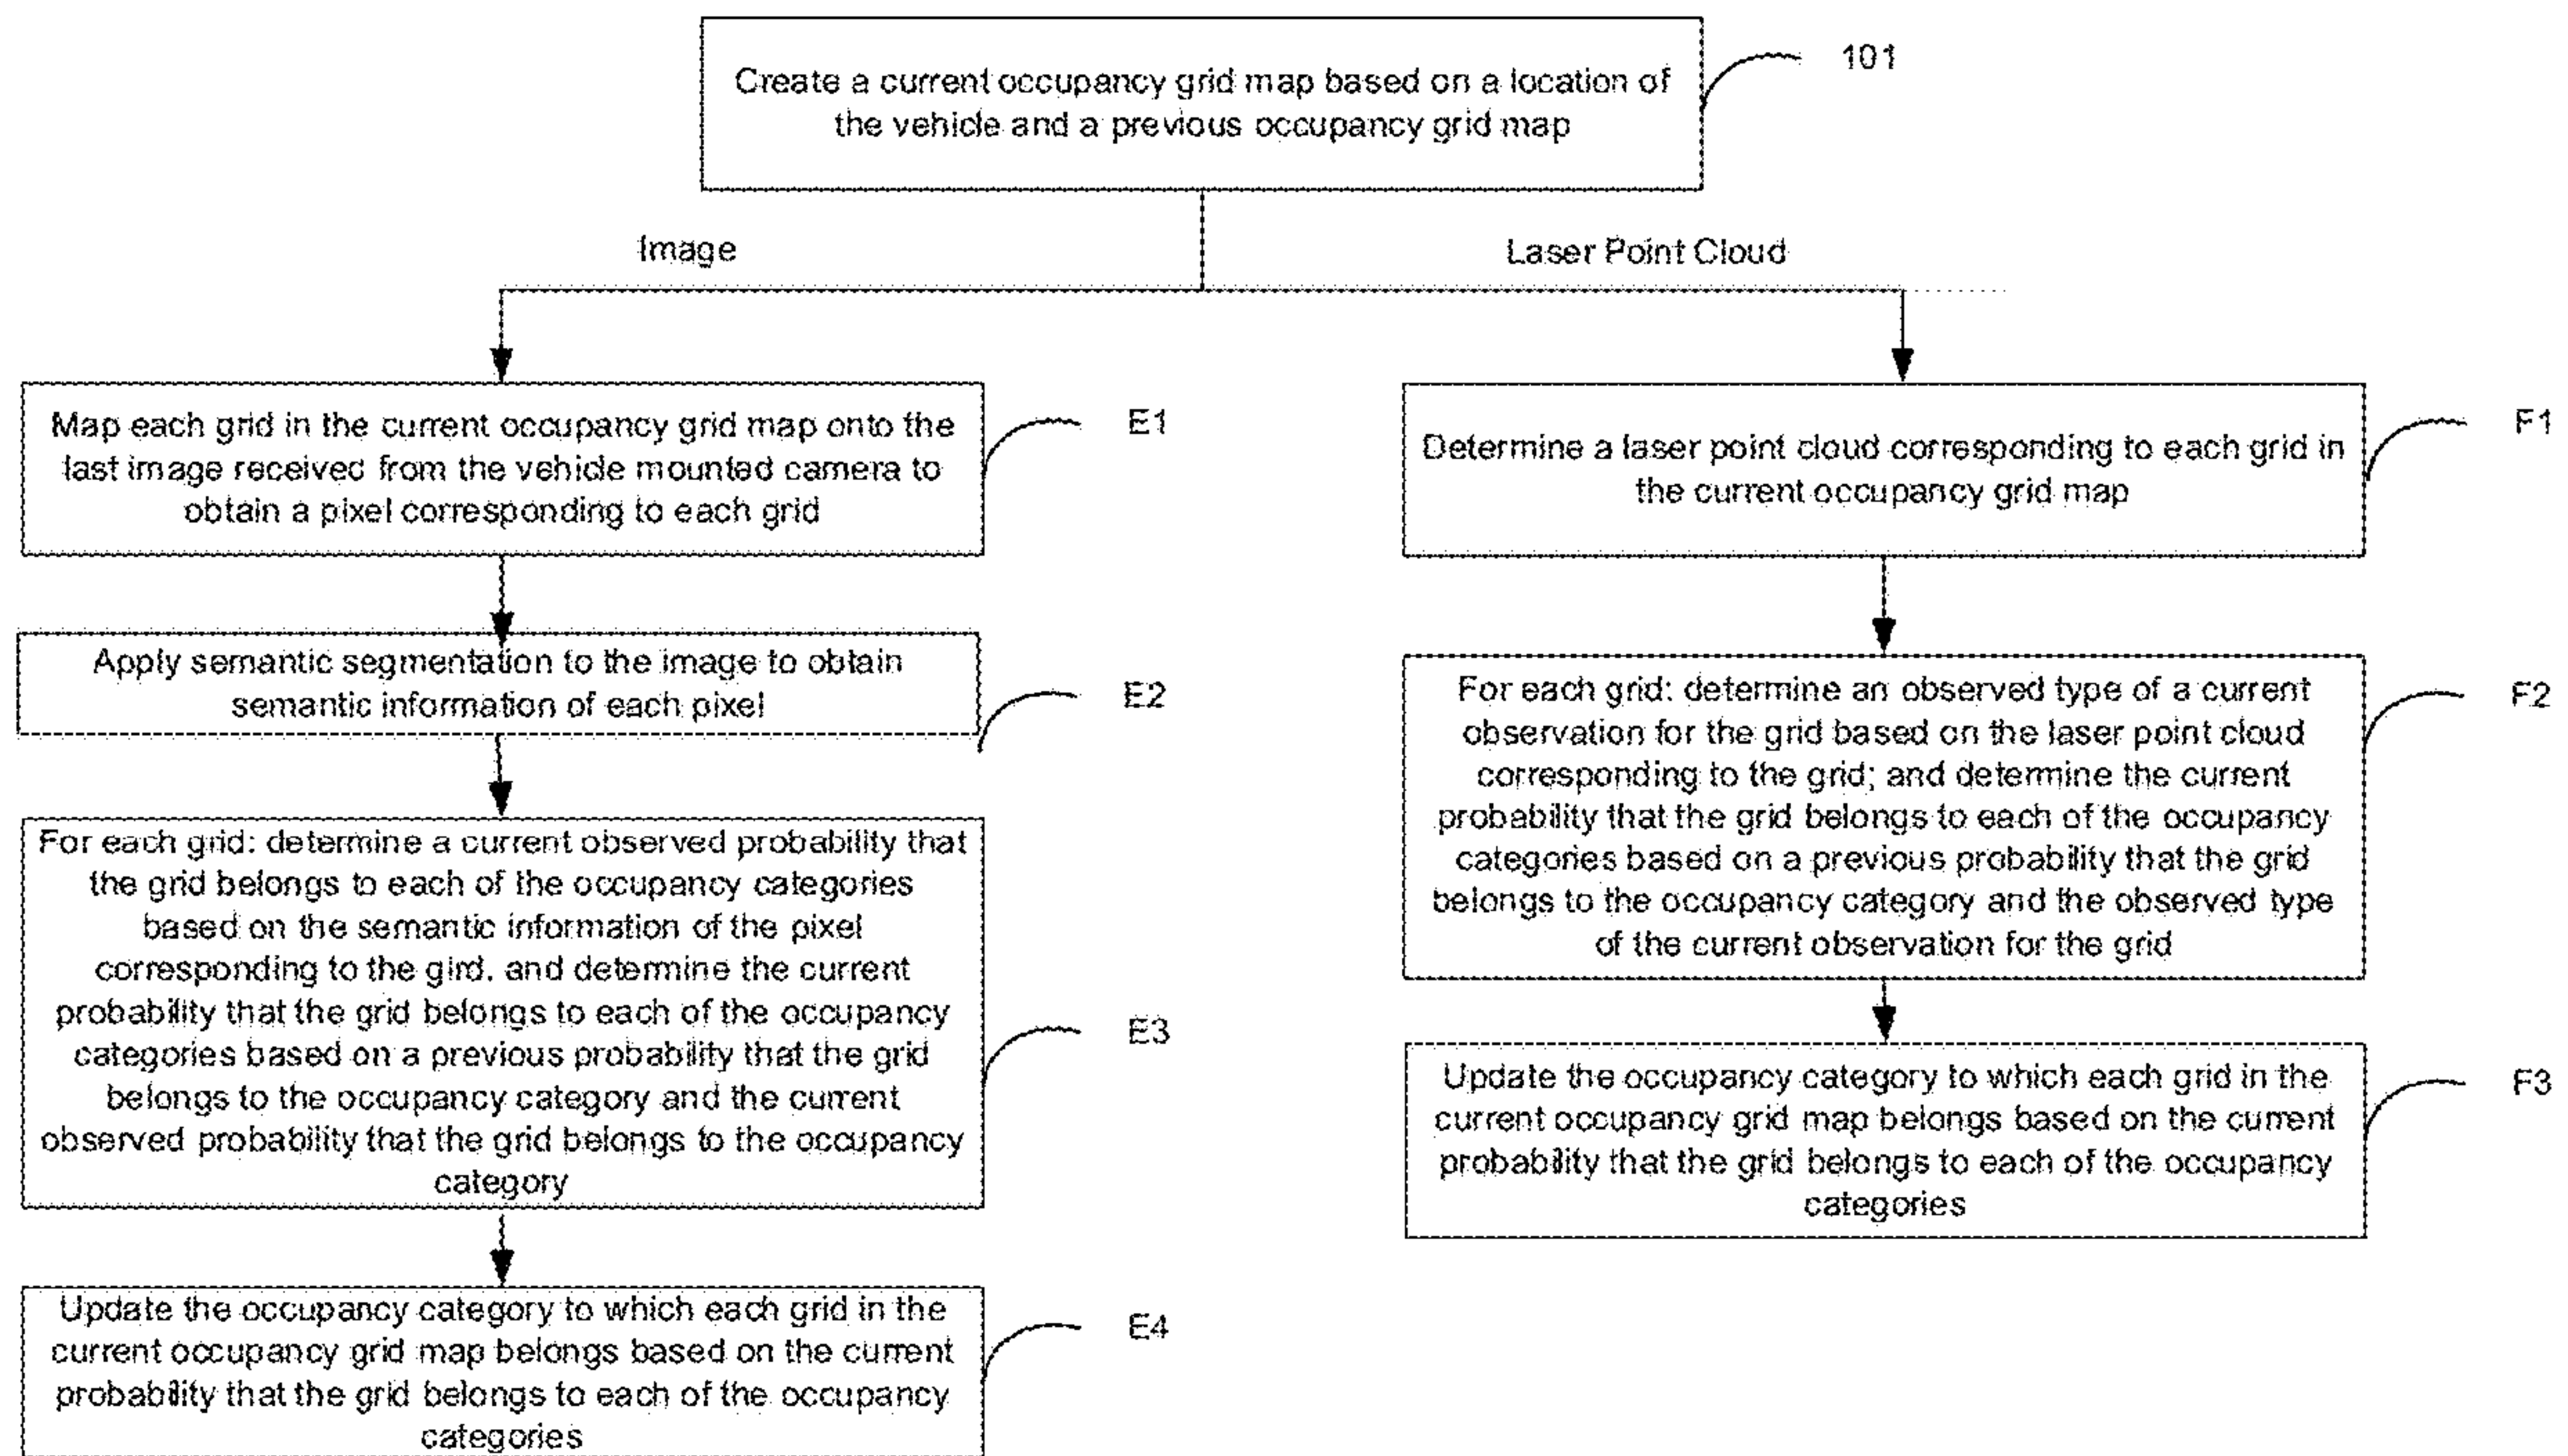 Create a current occupancy grid map based on a location of
the vehicle and a previous occupancy grid map
101
Image
Laser Point Cloud
Map each grid in the current occupancy grid map onto the
last image received from the vehicle mounted camera to
obtain a pixel corresponding to each grid
E1
Apply semantic segmentation to the image to obtain
semantic information of each pixel
E2
For each grid: determine a current observed probability that
the grid belongs to each of the occupancy categories
based on the semantic information of the pixel
corresponding to the gird. and determine the current
probability that the grid belongs to each of the occupancy
categories based on a previous probability that the grid
belongs to the occupancy category and the current
observed probability that the grid belongs to the occupancy
category
E3
Update the occupancy category to which each grid in the
current occupancy grid map belongs based on the current
probability that the grid belongs to each of the occupancy
categories
E4
Determine a laser point cloud corresponding to each grid in
the current occupancy grid map
F1
For each grid: determine an observed type of a current
observation for the grid based on the laser point cloud
corresponding to the grid; and determine the current
probability that the grid belongs to each of the occupancy
categories based on a previous probability that the grid
belongs to the occupancy category and the observed type
of the current observation for the grid
F2
Update the occupancy category to which each grid in the
current occupancy grid map belongs based on the current
probability that the grid belongs to each of the occupancy
categories
F3